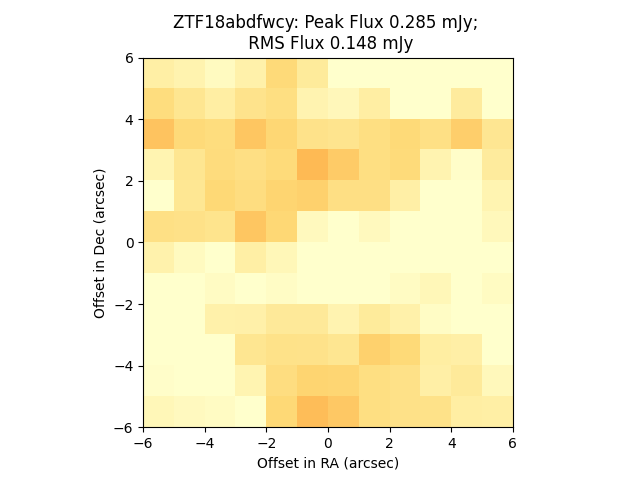 ZTF18abdfwcy: Peak Flux 0.285 mJy;
RMS Flux 0.148 mJy
6
4
2
0
−2
−4
−6
Offset in Dec (arcsec)
−6 −4 −2 0 2 4 6
Offset in RA (arcsec)